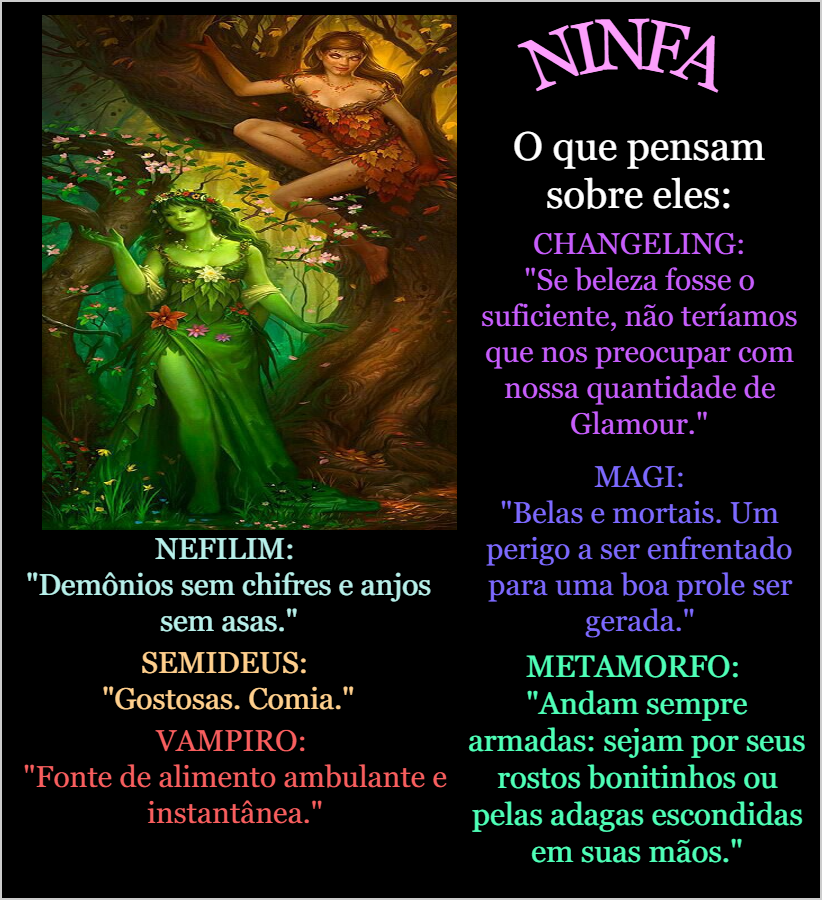 NINFA
O que pensam
sobre eles:
CHANGELING:
"Se beleza fosse o
suficiente, não teríamos
que nos preocupar com
nossa quantidade de
Glamour."
MAGI:
"Belas e mortais. Um
perigo a ser enfrentado
para uma boa prole ser
gerada."
METAMORFO:
"Andam sempre
armadas: sejam por seus
rostos bonitinhos ou
pelas adagas escondidas
em suas mãos."
NEFILIM:
"Demônios sem chifres e anjos
sem asas."
SEMIDEUS:
"Gostosas. Comia."
VAMPIRO:
"Fonte de alimento ambulante e
instantânea."